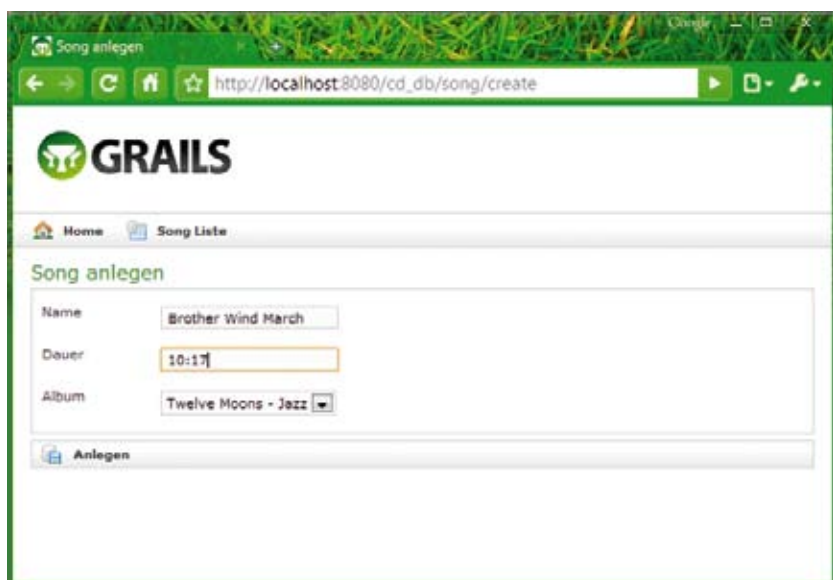 Google
Song anlegen
http://localhost:8080/cd_db/song/create
GRAILS
Home Song Liste
Song anlegen
Name Brother Wind March
Dauer 10:17
Album Twelve Moons - Jazz
Anlegen